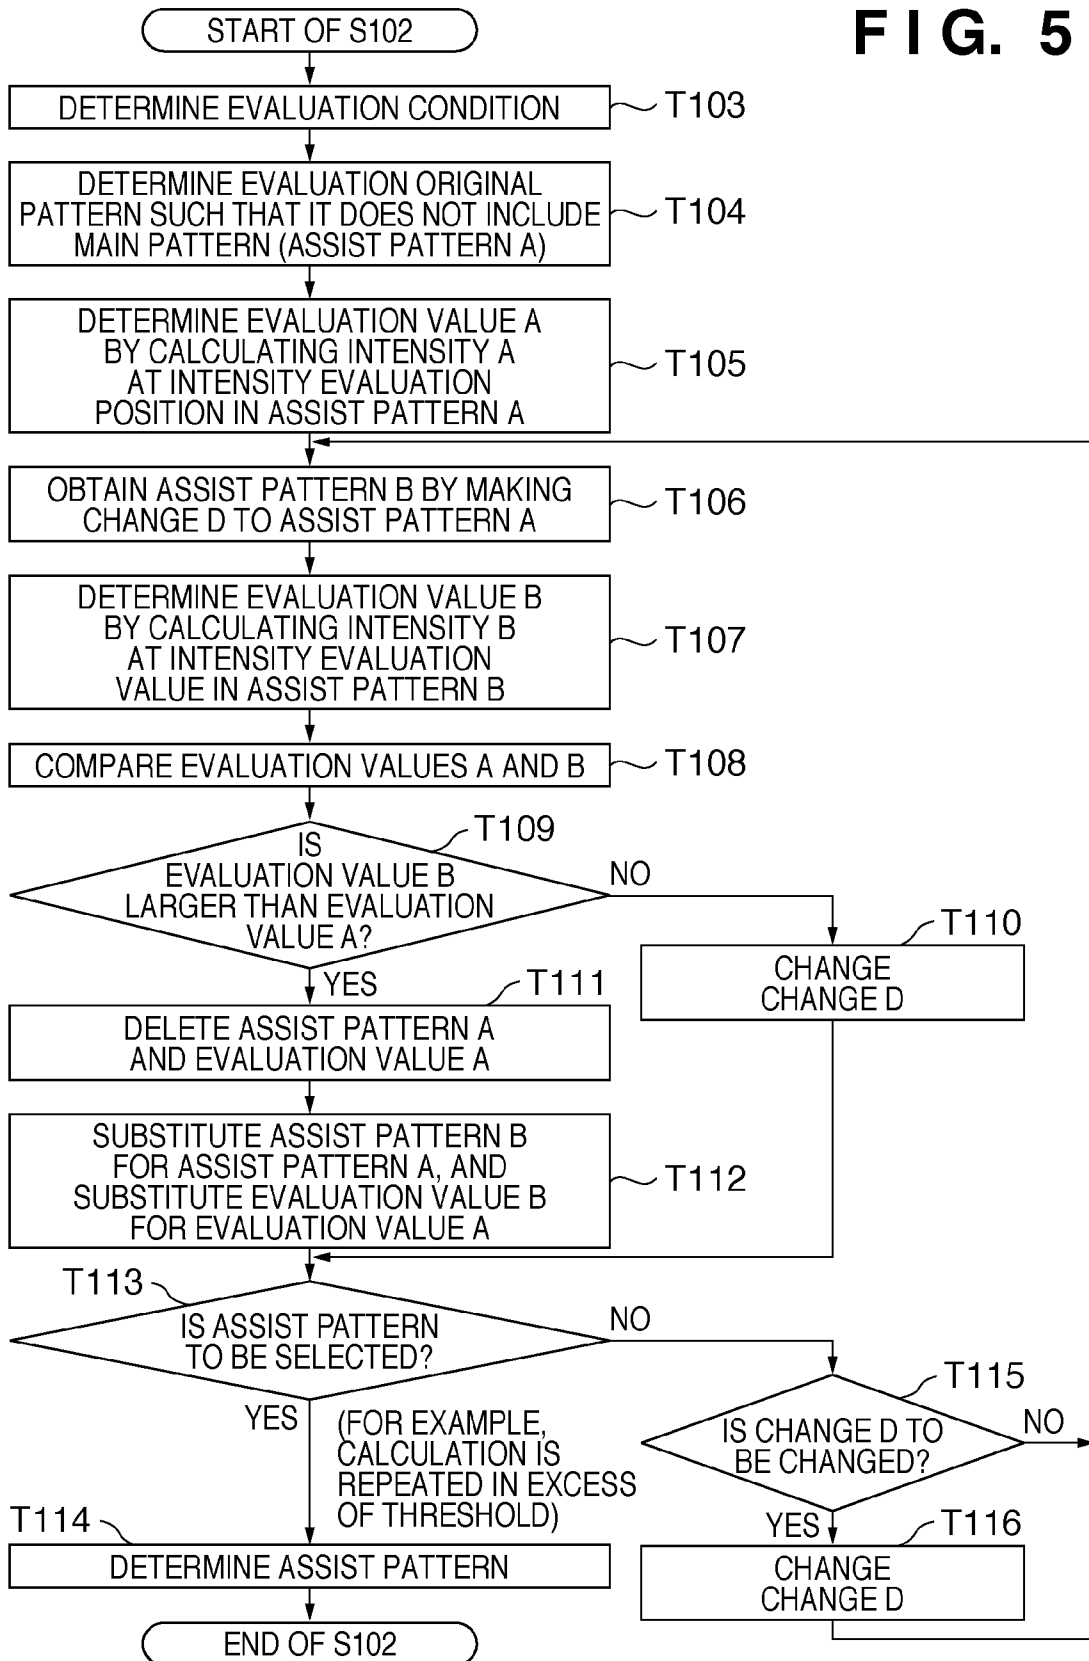 FIG. 5
START OF S102
DETERMINE EVALUATION CONDITION
T103
DETERMINE EVALUATION ORIGINAL
PATTERN SUCH THAT IT DOES NOT INCLUDE
MAIN PATTERN (ASSIST PATTERN A)
T104
DETERMINE EVALUATION VALUE A
BY CALCULATING INTENSITY A
AT INTENSITY EVALUATION
POSITION IN ASSIST PATTERN A
T105
OBTAIN ASSIST PATTERN B BY MAKING
CHANGE D TO ASSIST PATTERN A
T106
DETERMINE EVALUATION VALUE B
BY CALCULATING INTENSITY B
AT INTENSITY EVALUATION
VALUE IN ASSIST PATTERN B
T107
COMPARE EVALUATION VALUES A AND B
T108
T109
IS
EVALUATION VALUE B
LARGER THAN EVALUATION
VALUE A?
NO
T110
CHANGE
CHANGE D
YES
T111
DELETE ASSIST PATTERN A
AND EVALUATION VALUE A
SUBSTITUTE ASSIST PATTERN B
FOR ASSIST PATTERN A, AND
SUBSTITUTE EVALUATION VALUE B
FOR EVALUATION VALUE A
T112
T113
IS ASSIST PATTERN
TO BE SELECTED?
NO
T115
IS CHANGE D TO
BE CHANGED?
NO
YES
(FOR EXAMPLE,
CALCULATION IS
REPEATED IN EXCESS
OF THRESHOLD)
YES
T116
CHANGE
CHANGE D
T114
DETERMINE ASSIST PATTERN
END OF S102